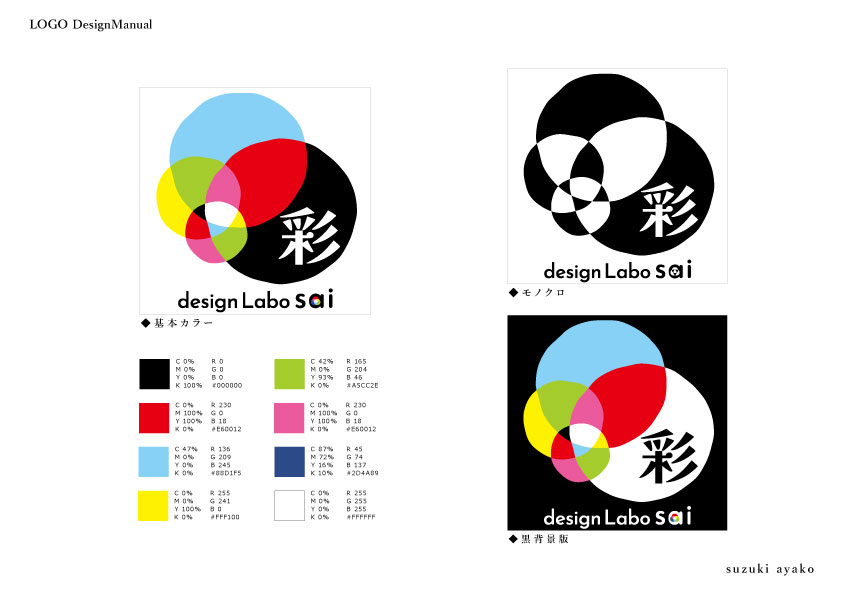 LOGO DesignManual
彩
design Labo sai
◆基本カラー
C 0% R 0
M 0% G 0
Y 0% B 0
K 100% #000000
C 0% R 230
M 100% G 0
Y 100% B 18
K 0% #E60012
C 47% R 136
M 0% G 209
Y 0% B 245
K 0% #88D1F5
C 0% R 255
M 0% G 241
Y 100% B 0
K 0% #FFF100
C 42% R 165
M 0% G 204
Y 93% B 46
K 0% #A5CC2E
C 0% R 230
M 100% G 0
Y 100% B 18
K 0% #E60012
C 87% R 45
M 72% G 74
Y 16% B 137
K 10% #2D4A89
C 0% R 255
M 0% G 255
Y 0% B 255
K 0% #FFFFFF
彩
design Labo sai
◆モノクロ
彩
design Labo sai
◆黒背景版
suzuki ayako